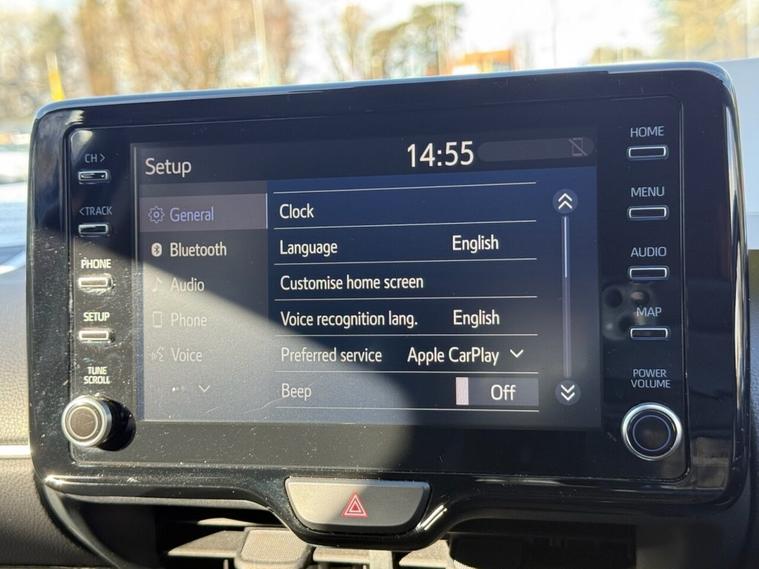 CH >
< TRACK
PHONE
SETUP
TUNE
SCROLL
Setup
14:55
General
Bluetooth
Audio
Phone
Voice
Clock
Language English
Customise home screen
Voice recognition lang. English
Preferred service Apple CarPlay
Beep Off
HOME
MENU
AUDIO
MAP
POWER
VOLUME